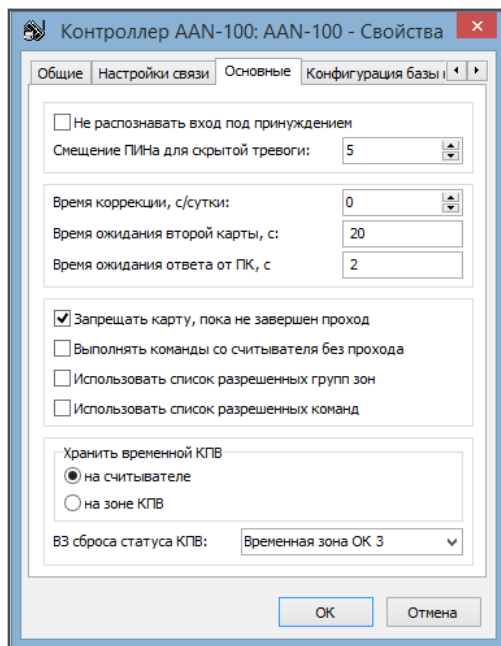 Контроллер AAN-100: AAN-100 - Свойства
Общие Настройки связи Основные Конфигурация базы
Не распознавать вход под принуждением
Смещение ПИНа для скрытой тревоги: 5
Время коррекции, с/сутки: 0
Время ожидания второй карты, с: 20
Время ожидания ответа от ПК, с 2
Запрещать карту, пока не завершен проход
Выполнять команды со считывателя без прохода
Использовать список разрешенных групп зон
Использовать список разрешенных команд
Хранить временной КПВ
на считывателе
на зоне КПВ
ВЗ сброса статуса КПВ: Временная зона ОК 3
ОК Отмена